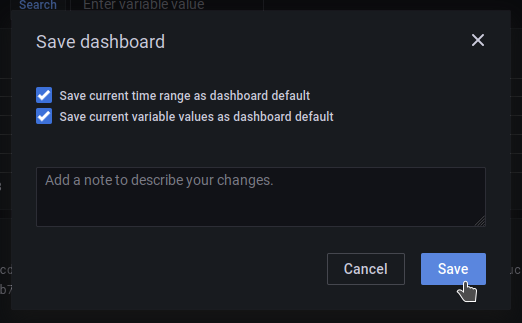 Search Enter variable value
Save dashboard
Save current time range as dashboard default
Save current variable values as dashboard default
Add a note to describe your changes.
Cancel Save